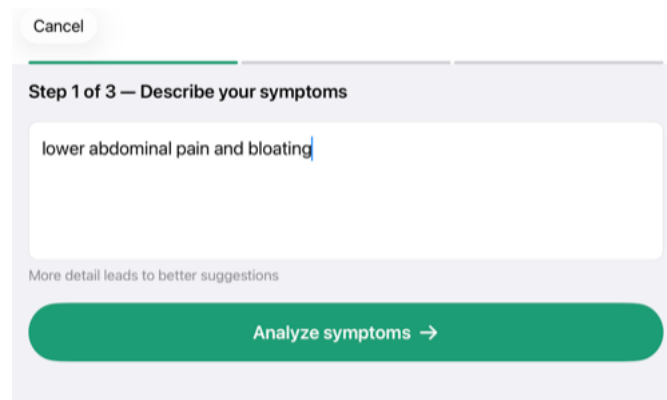 Cancel
Step 1 of 3 — Describe your symptoms
lower abdominal pain and bloating
More detail leads to better suggestions
Analyze symptoms →